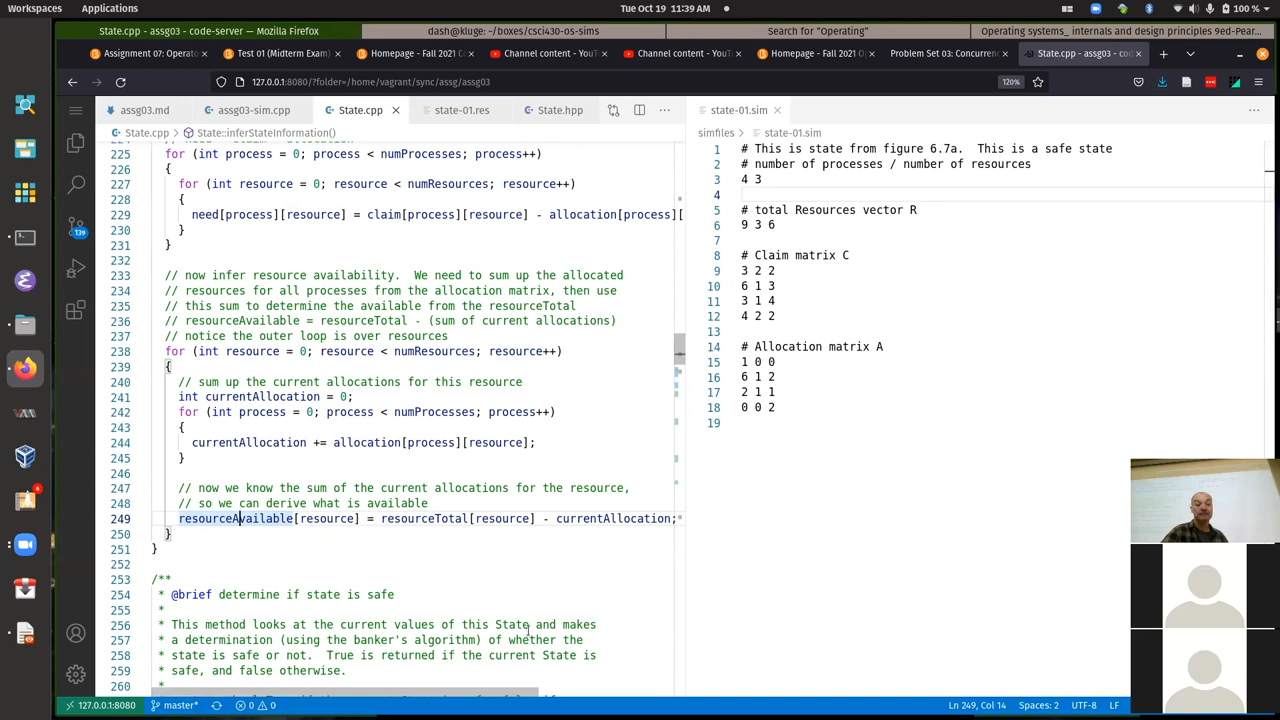 Workspaces Applications Tue Oct 19 11:39 AM 100 %
State.cpp - assg03 - code-server — Mozilla Firefox
dash@kluge: ~/boxes/csci430-os-sims
Search for "Operating"
Operating systems_ internals and design principles 9ed-Pear...
Assignment 07: Operat
Test 01 (Midterm Exam)
Homepage - Fall 2021 C
Channel content - YouT
Channel content - YouT
Homepage - Fall 2021 O
Problem Set 03: Concurrenc
State.cpp - assg03 - cod
127.0.0.1:8080/?folder=/home/vagrant/sync/assg/assg03 120%
assg03.md assg03-sim.cpp State.cpp state-01.res State.hpp
State.cpp > State::inferStateInformation()
225 for (int process = 0; process < numProcesses; process++)
226 {
227 for (int resource = 0; resource < numResources; resource++)
228 {
229 need[process][resource] = claim[process][resource] - allocation[process][
230 }
231 }
232
233 // now infer resource availability.  We need to sum up the allocated
234 // resources for all processes from the allocation matrix, then use
235 // this sum to determine the available from the resourceTotal
236 // resourceAvailable = resourceTotal - (sum of current allocations)
237 // notice the outer loop is over resources
238 for (int resource = 0; resource < numResources; resource++)
239 {
240 // sum up the current allocations for this resource
241 int currentAllocation = 0;
242 for (int process = 0; process < numProcesses; process++)
243 {
244 currentAllocation += allocation[process][resource];
245 }
246
247 // now we know the sum of the current allocations for the resource,
248 // so we can derive what is available
249 resourceAvailable[resource] = resourceTotal[resource] - currentAllocation;
250 }
251 }
252
253 /**
254 * @brief determine if state is safe
255 *
256 * This method looks at the current values of this State and makes
257 * a determination (using the banker's algorithm) of whether the
258 * state is safe or not.  True is returned if the current State is
259 * safe, and false otherwise.
260 *
state-01.sim
simfiles > state-01.sim
1 # This is state from figure 6.7a.  This is a safe state
2 # number of processes / number of resources
3 4 3
4
5 # total Resources vector R
6 9 3 6
7
8 # Claim matrix C
9 3 2 2
10 6 1 3
11 3 1 4
12 4 2 2
13
14 # Allocation matrix A
15 1 0 0
16 6 1 2
17 2 1 1
18 0 0 2
19
139
6
127.0.0.1:8080 master* 0 0 Ln 249, Col 14 Spaces: 2 UTF-8 LF